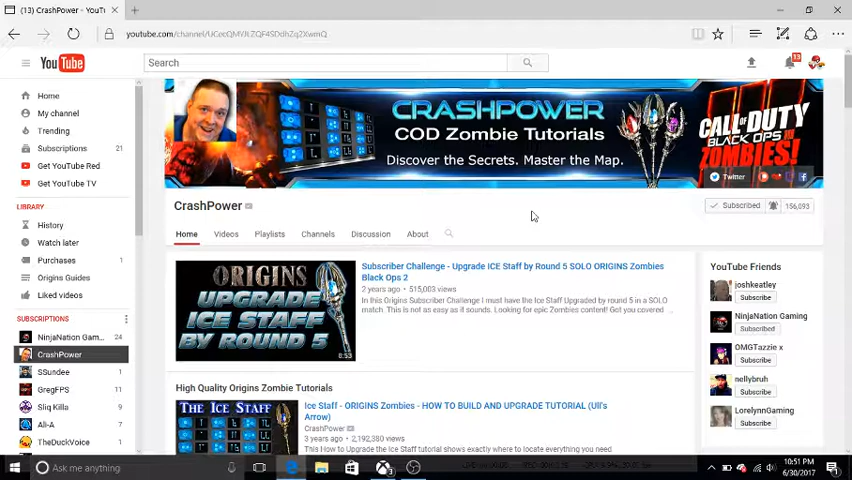 (13) CrashPower - YouTu
youtube.com/channel/
YouTube
Search
13
Home
My channel
Trending
Subscriptions 21
Get YouTube Red
Get YouTube TV
LIBRARY
History
Watch later
Purchases 1
Origins Guides
Liked videos
SUBSCRIPTIONS
NinjaNation Gam... 24
CrashPower
SSundee 3
GregFPS 11
Sliq Killa 9
Ali-A 7
TheDuckVoice 2
CRASHPOWER
COD Zombie Tutorials
Discover the Secrets. Master the Map.
CALL OF DUTY
BLACK OPS III
ZOMBIES!
Twitter
CrashPower
Subscribed 156,093
Home Videos Playlists Channels Discussion About
ORIGINS
UPGRADE
ICE STAFF
BY ROUND 5
8:53
Subscriber Challenge - Upgrade ICE Staff by Round 5 SOLO ORIGINS Zombies
Black Ops 2
2 years ago • 515,003 views
In this Origins Subscriber Challenge I must have the Ice Staff Upgraded by round 5 in a SOLO
match. This is not as easy as it sounds. Looking for epic Zombies content! Got you covered ...
High Quality Origins Zombie Tutorials
THE ICE STAFF
Ice Staff - ORIGINS Zombies - HOW TO BUILD AND UPGRADE TUTORIAL (Ull's
Arrow)
CrashPower
3 years ago • 2,192,380 views
This How to Upgrade the Ice Staff tutorial shows exactly where to locate everything you need
YouTube Friends
joshkeatley
Subscribe
NinjaNation Gaming
Subscribed
OMGTazzie x
Subscribe
nellybruh
Subscribe
LorelynnGaming
Subscribe
Ask me anything
10:51 PM
6/30/2017